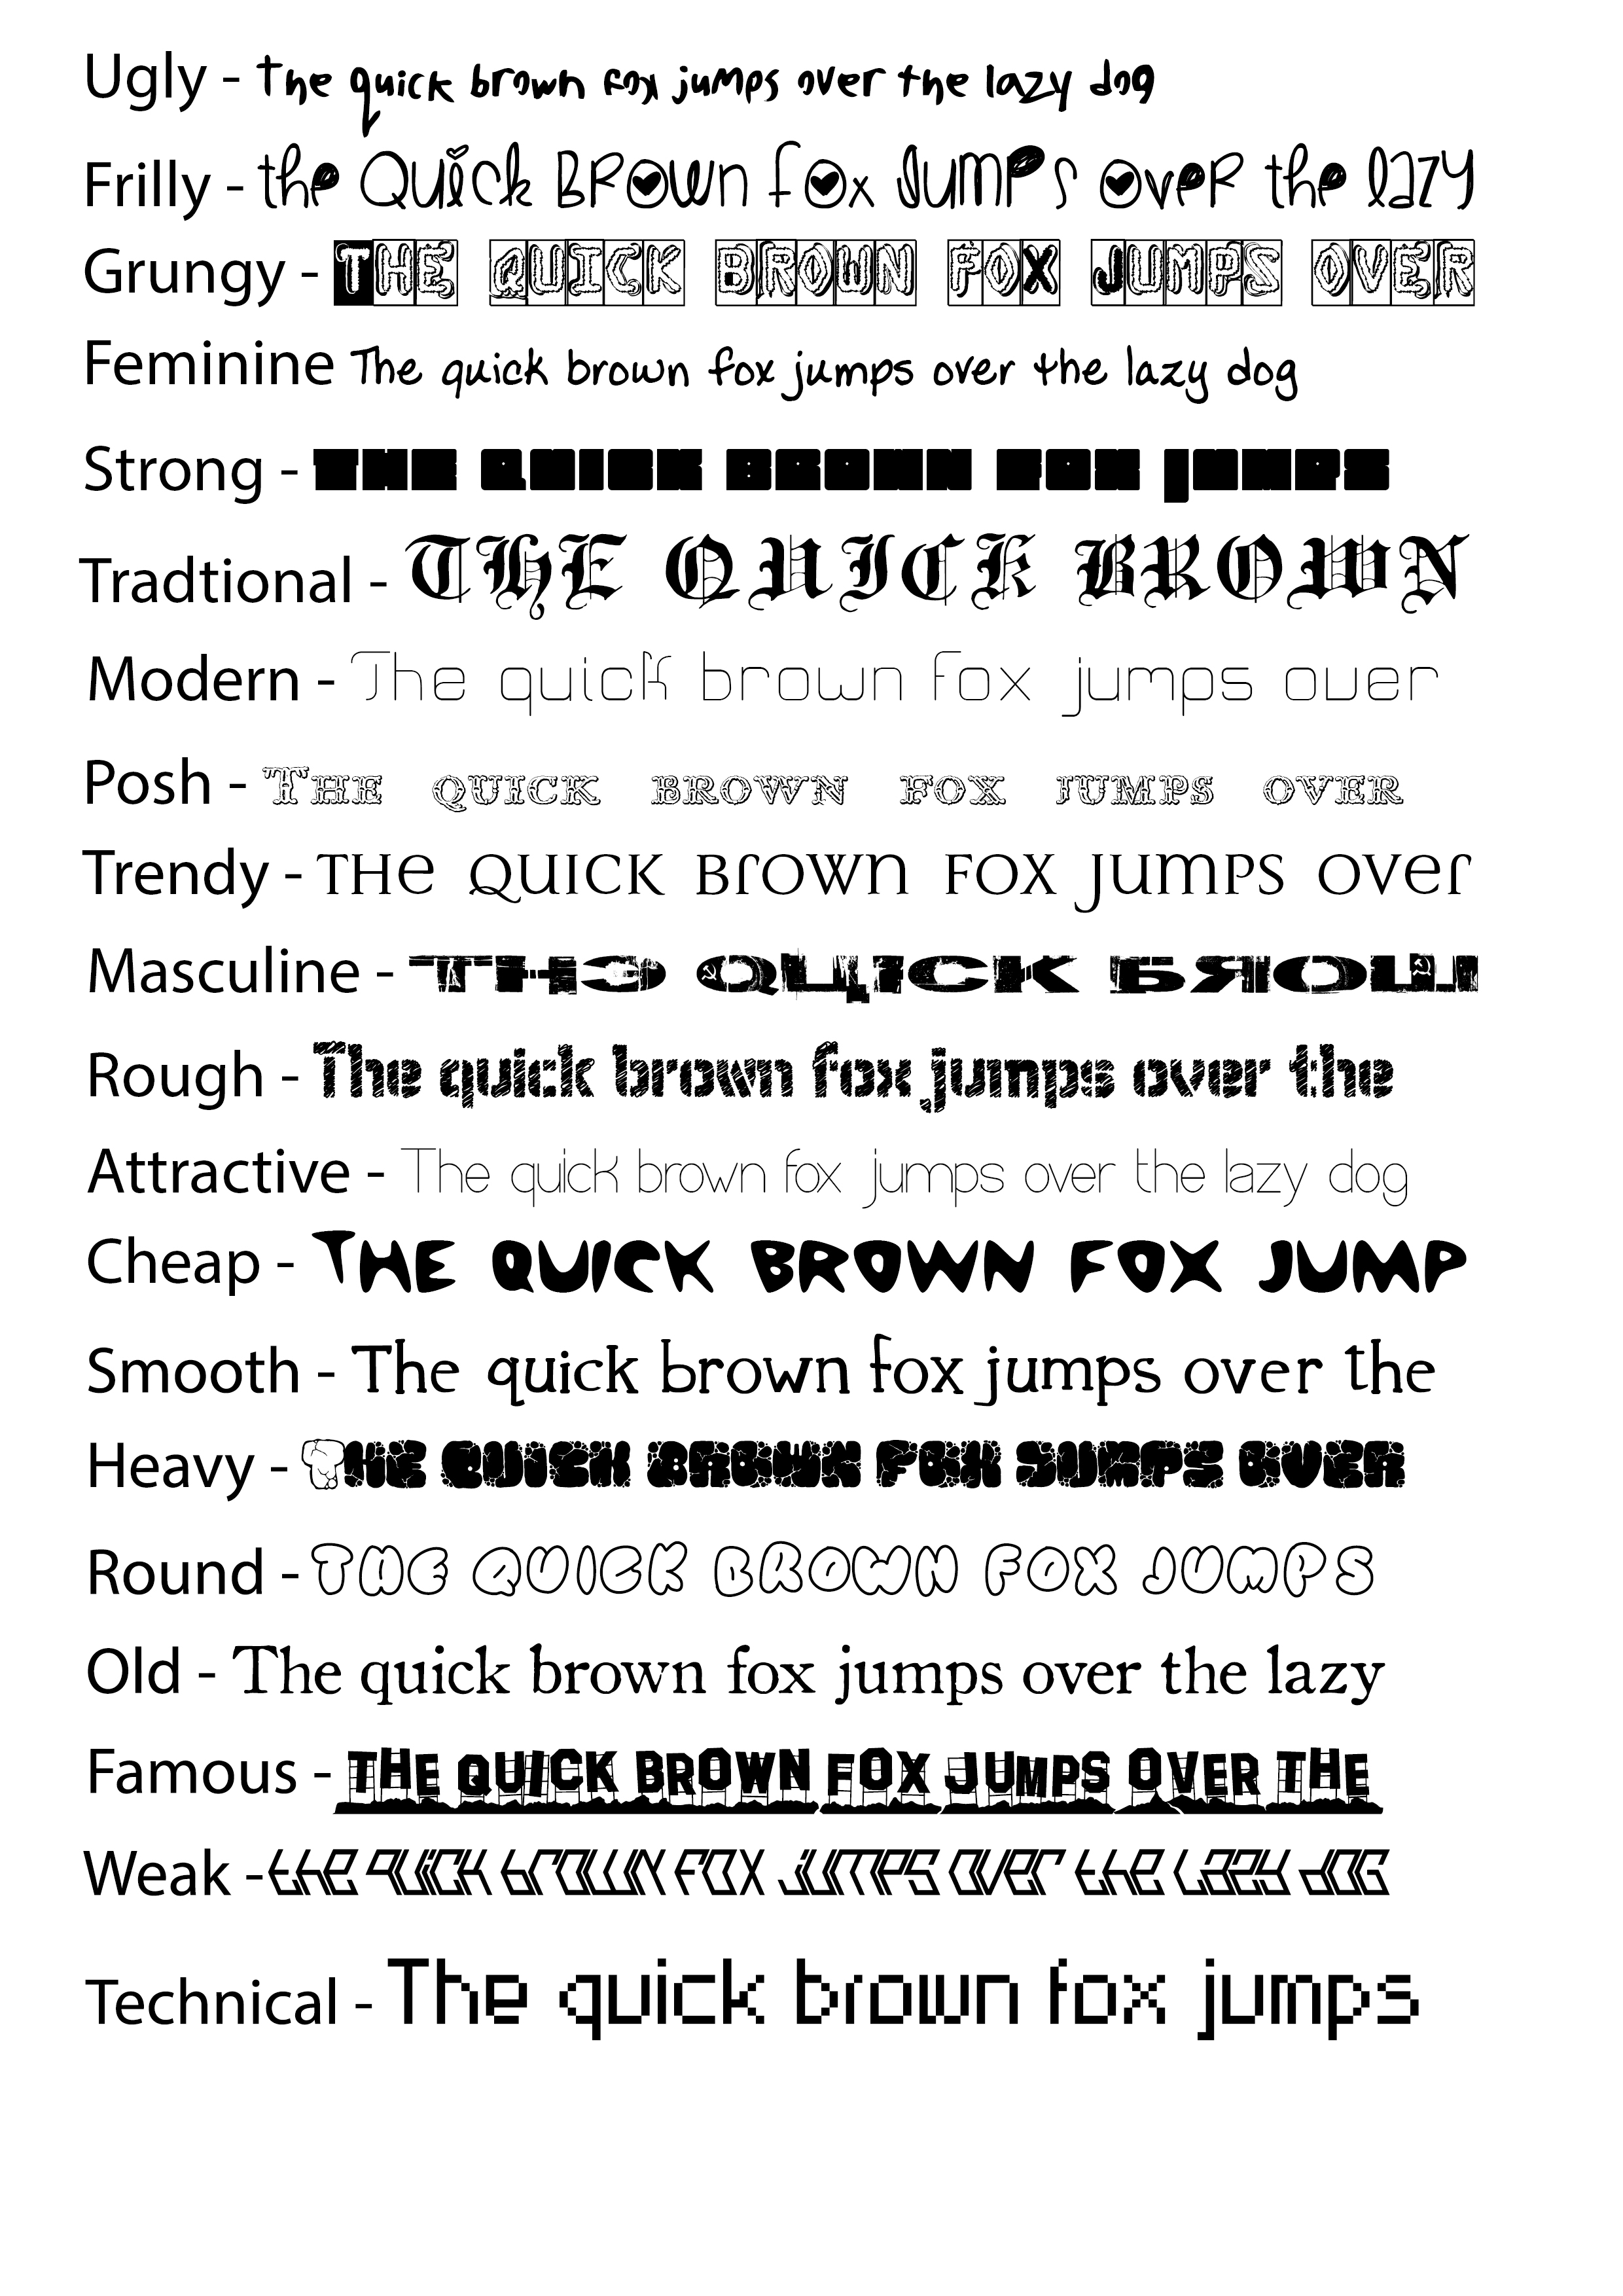 Ugly - The quick brown fox jumps over the lazy dog
Frilly - the QuickBRown fox JumPs oveR the lazy
Grungy - THE QUICK BROWN FOX JUMPS OVER
Feminine The quick brown fox jumps over the lazy dog
Strong - THE QUICK BROWN FOX jUMPS
Tradtional - THE QUICK BROWN
Modern - The quick brown fox jumps over
Posh - THE QUICK BROWN FOX JUMPS OVER
Trendy - THe QUICK Brown FOX JUmPS over
Masculine - THЭ QЦICK БЯOШ
Rough - The quick brown fox jumps over the
Attractive - The quick brown fox jumps over the lazy dog
Cheap - THE QUICK BROWN FOX JUMP
Smooth - The quick brown fox jumps over the
Heavy - THE QUICK BROWN FOX JUMPS OVER
Round - THE QUICK BROWN FOX JUMPS
Old - The quick brown fox jumps over the lazy
Famous - THE QUICK BROWN FOX JUMPS OVER THE
Weak - the quick brown fox jumps over the lazy dog
Technical - The quick brown fox jumps